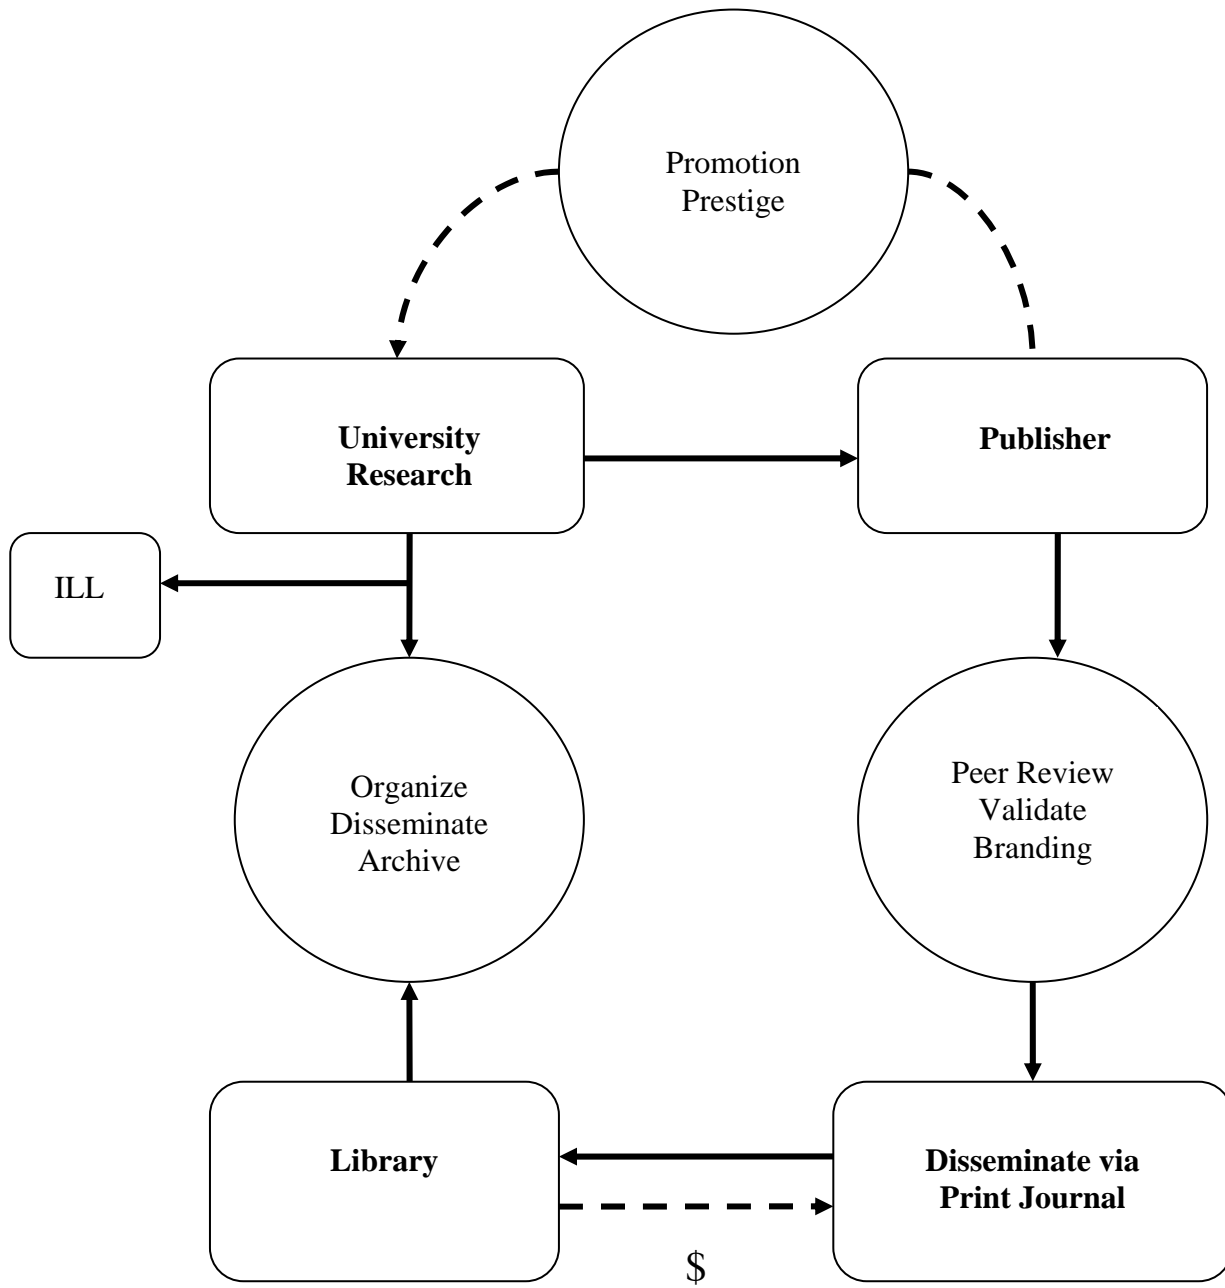 Promotion
Prestige
University
Research
Publisher
ILL
Organize
Disseminate
Archive
Peer Review
Validate
Branding
Library
Disseminate via
Print Journal
$